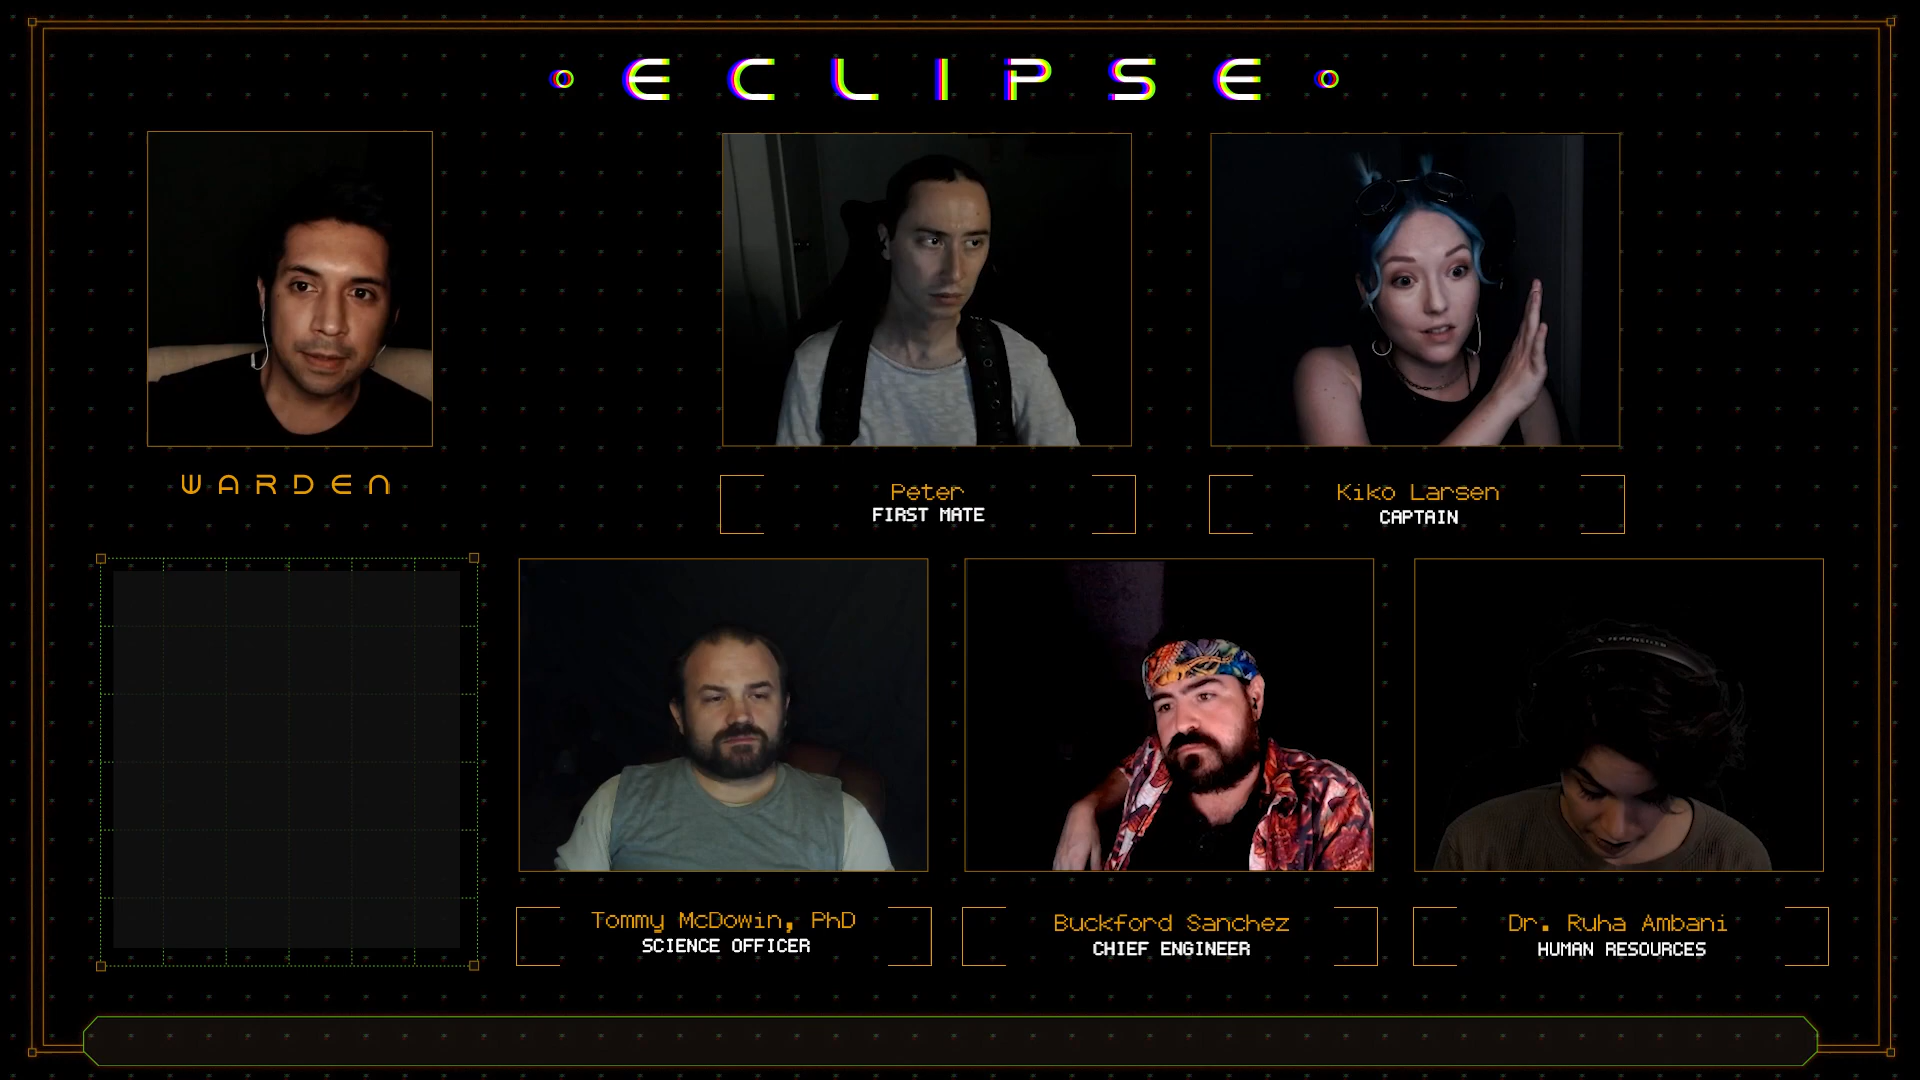 ECLIPSE
WARDEN
Peter
FIRST MATE
Kiko Larsen
CAPTAIN
Tommy McDowin, PhD
SCIENCE OFFICER
Buckford Sanchez
CHIEF ENGINEER
Dr. Ruha Ambani
HUMAN RESOURCES